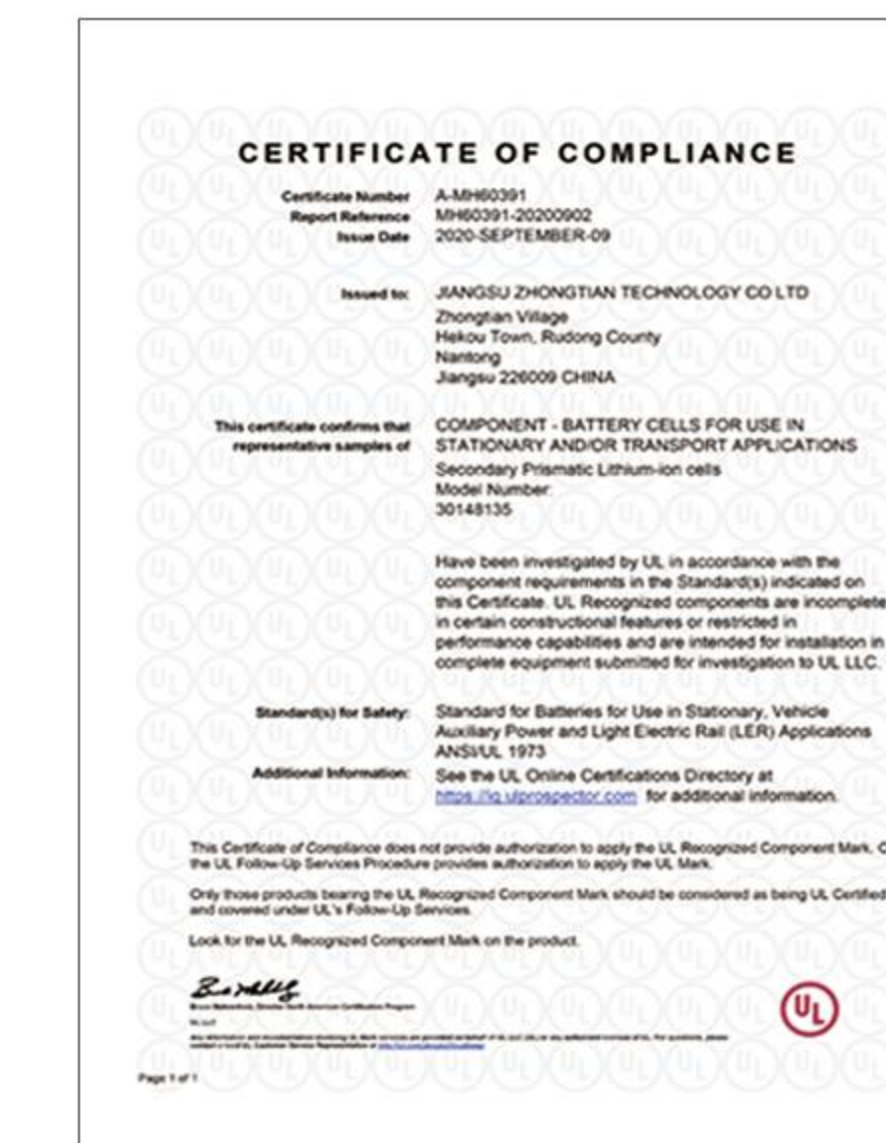 CERTIFICATE OF COMPLIANCE
Certificate Number A-MH60391
Report Reference MH60391-20200902
Issue Date 2020-SEPTEMBER-09
Issued to: JIANGSU ZHONGTIAN TECHNOLOGY CO LTD
Zhongtian Village
Hekou Town, Rudong County
Nantong
Jiangsu 226009 CHINA
This certificate confirms that COMPONENT - BATTERY CELLS FOR USE IN
representative samples of STATIONARY AND/OR TRANSPORT APPLICATIONS
Secondary Prismatic Lithium-ion cells
Model Number:
30148135
Have been investigated by UL in accordance with the
component requirements in the Standard(s) indicated on
this Certificate. UL Recognized components are incomplete
in certain constructional features or restricted in
performance capabilities and are intended for installation in
complete equipment submitted for investigation to UL LLC.
Standard(s) for Safety: Standard for Batteries for Use in Stationary, Vehicle
Auxiliary Power and Light Electric Rail (LER) Applications
ANSI/UL 1973
Additional Information: See the UL Online Certifications Directory at
https://iq.ulprospector.com for additional information.
This Certificate of Compliance does not provide authorization to apply the UL Recognized Component Mark. O
the UL Follow-Up Services Procedure provides authorization to apply the UL Mark.
Only those products bearing the UL Recognized Component Mark should be considered as being UL Certified
and covered under UL's Follow-Up Services.
Look for the UL Recognized Component Mark on the product.
UL
Page 1 of 1